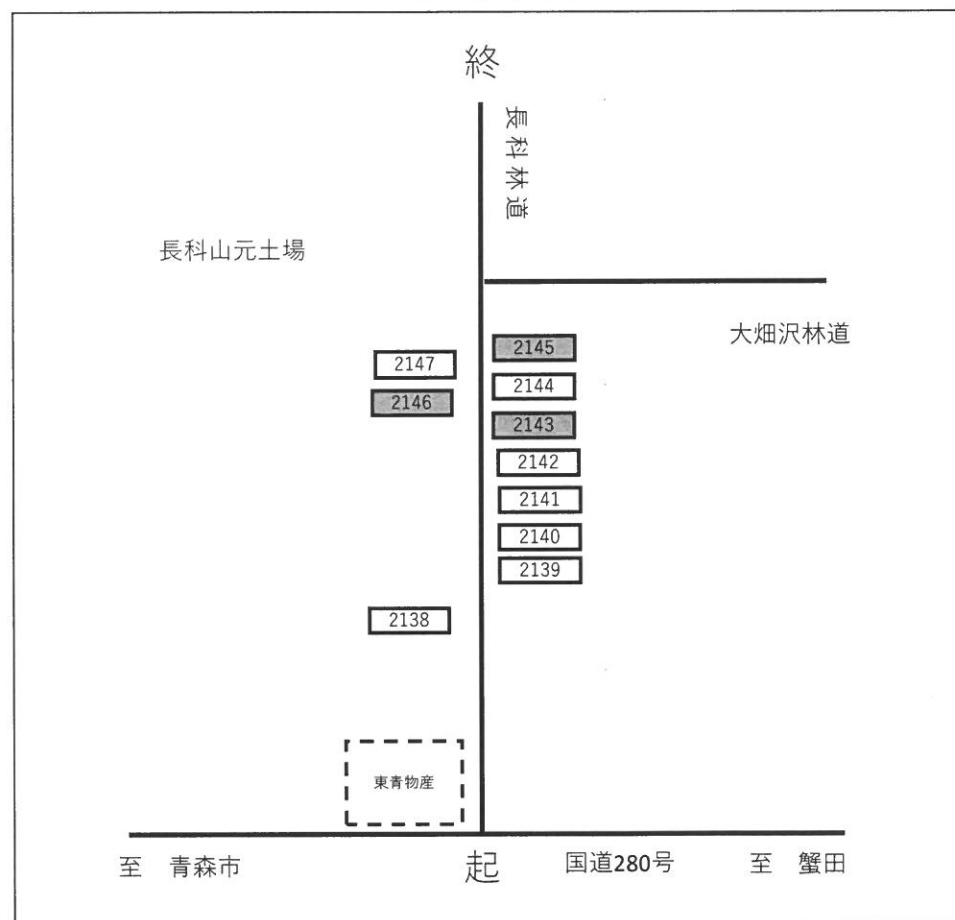 終
長科林道
長科山元土場
大畑沢林道
2145
2147
2144
2146
2143
2142
2141
2140
2139
2138
東青物産
至 青森市
起
国道280号
至 蟹田